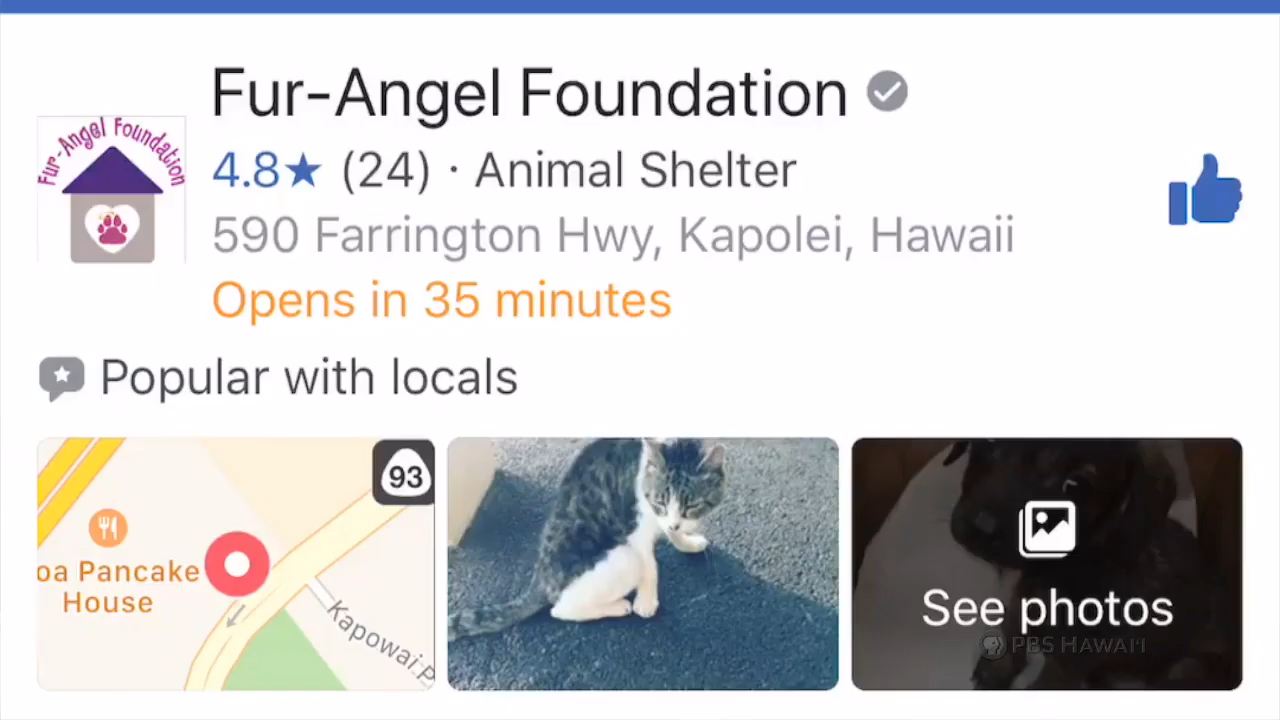 Fur-Angel Foundation
Fur-Angel Foundation
4.8★ (24) · Animal Shelter
590 Farrington Hwy, Kapolei, Hawaii
Opens in 35 minutes
Popular with locals
93
oa Pancake
House
Kapowai P
See photos
PBS HAWAI'I